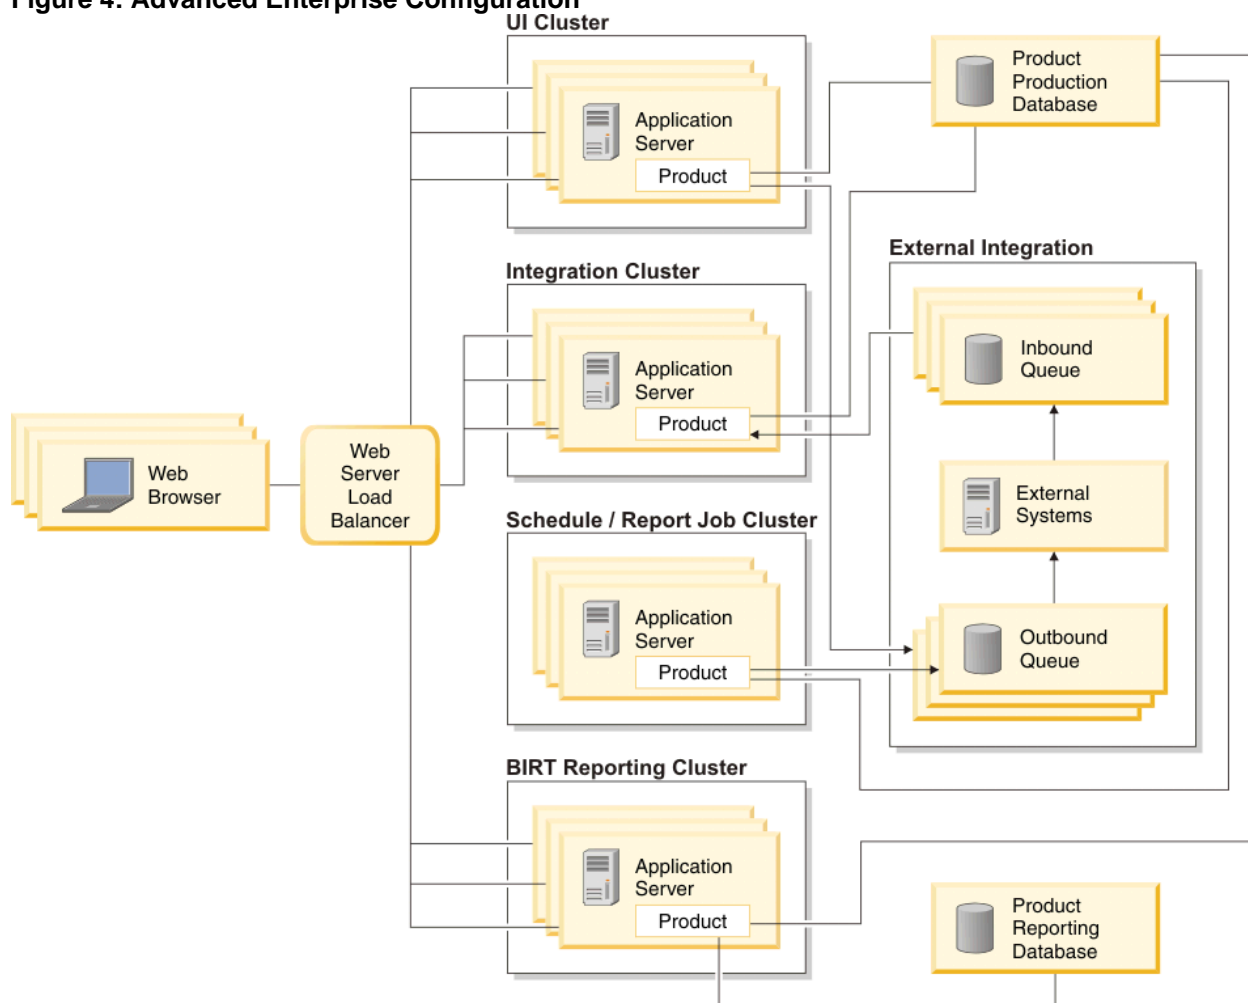 Figure 4: Advanced Enterprise Configuration
UI Cluster
Application
Server
Product
Product
Production
Database
Integration Cluster
Application
Server
Product
External Integration
Inbound
Queue
External
Systems
Outbound
Queue
Web
Browser
Web
Server
Load
Balancer
Schedule / Report Job Cluster
Application
Server
Product
BIRT Reporting Cluster
Application
Server
Product
Product
Reporting
Database